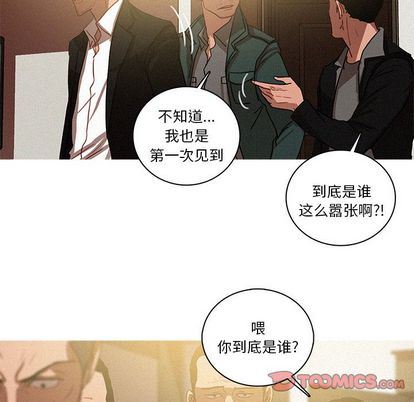 不知道...
我也是
第一次见到
到底是谁
这么嚣张啊?!
喂
你到底是谁?
TOOMICS.COM